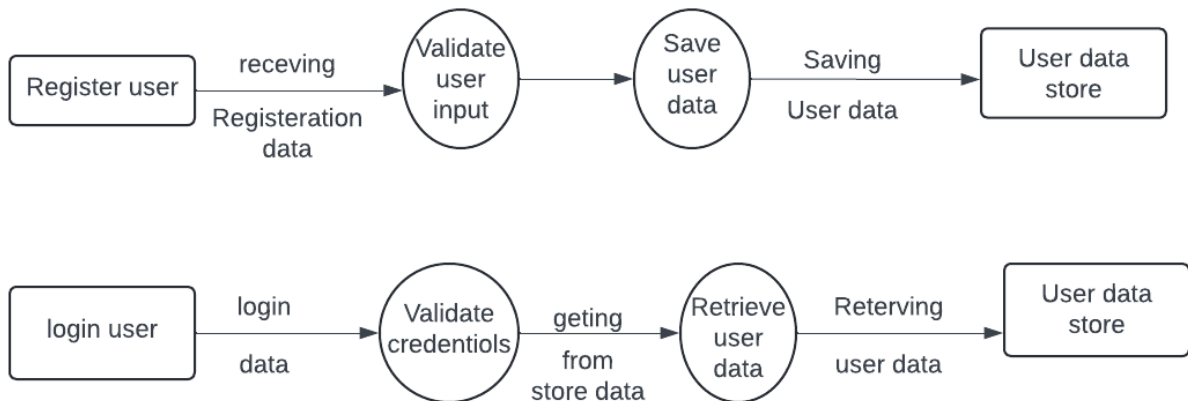 Register user
receving
Registeration
data
Validate
user
input
Save
user
data
Saving
User data
User data
store
login user
login
data
Validate
credentiols
geting
from
store data
Retrieve
user
data
Reterving
user data
User data
store